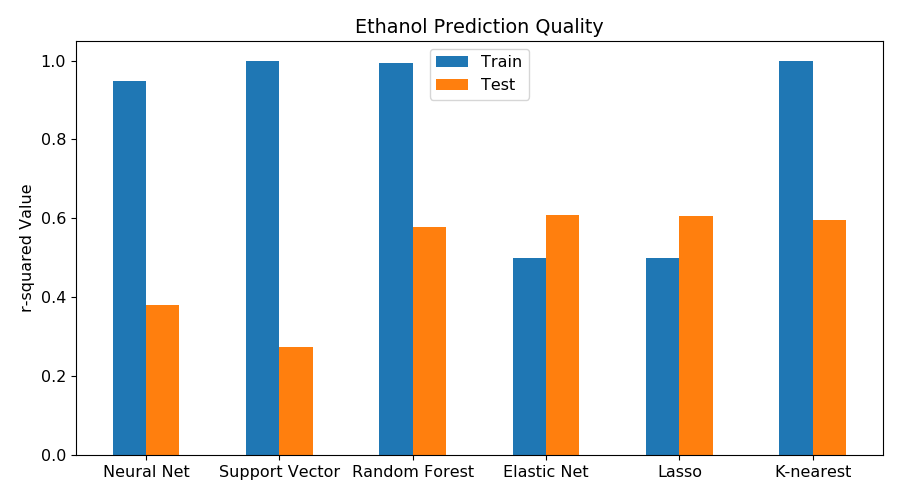 Ethanol Prediction Quality
Train
Test
r-squared Value
1.0
0.8
0.6
0.4
0.2
0.0
Neural Net
Support Vector
Random Forest
Elastic Net
Lasso
K-nearest